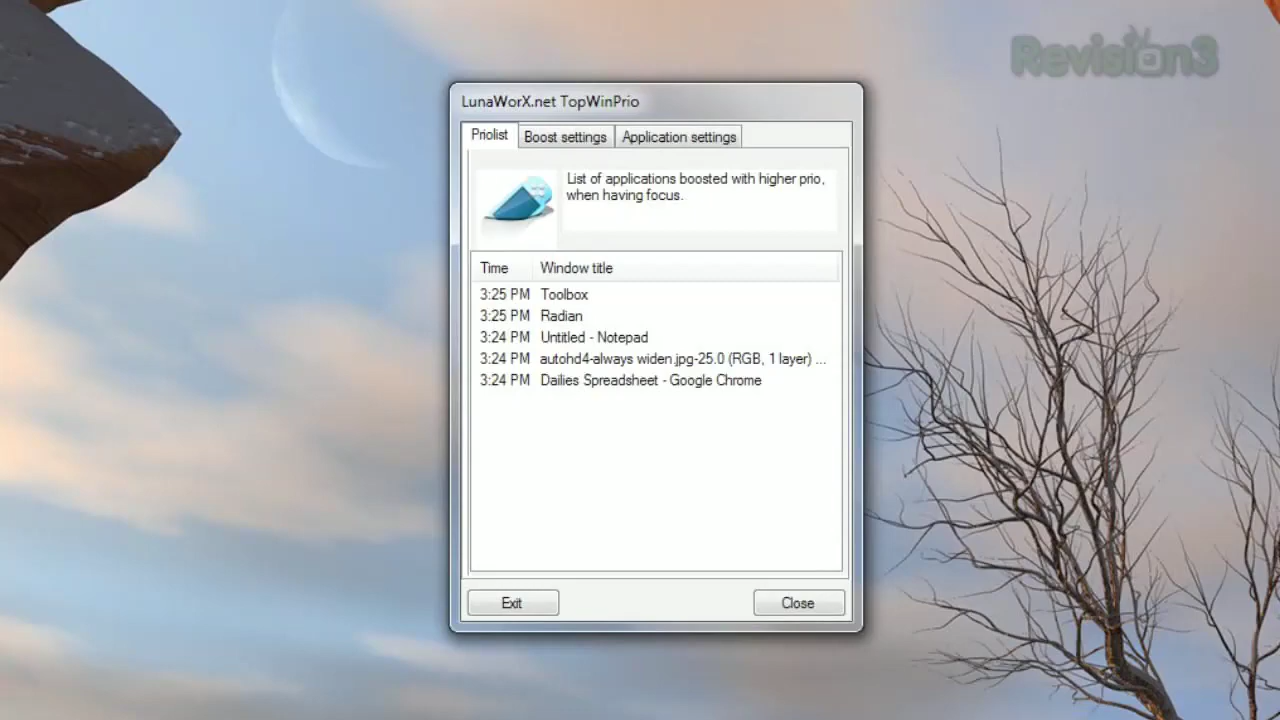 Revision3
LunaWorX.net TopWinPrio
Priolist Boost settings Application settings
List of applications boosted with higher prio,
when having focus.
Time Window title
3:25 PM Toolbox
3:25 PM Radian
3:24 PM Untitled - Notepad
3:24 PM autohd4-always widen.jpg-25.0 (RGB, 1 layer) ...
3:24 PM Dailies Spreadsheet - Google Chrome
Exit Close